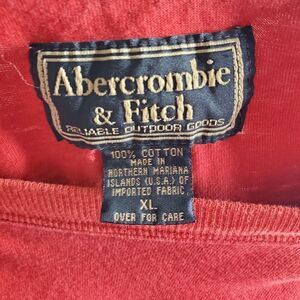 Abercrombie
& Fitch
RELIABLE OUTDOOR GOODS
100% COTTON
MADE IN
NORTHERN MARIANA
ISLANDS (U.S.A.) OF
IMPORTED FABRIC
XL
OVER FOR CARE